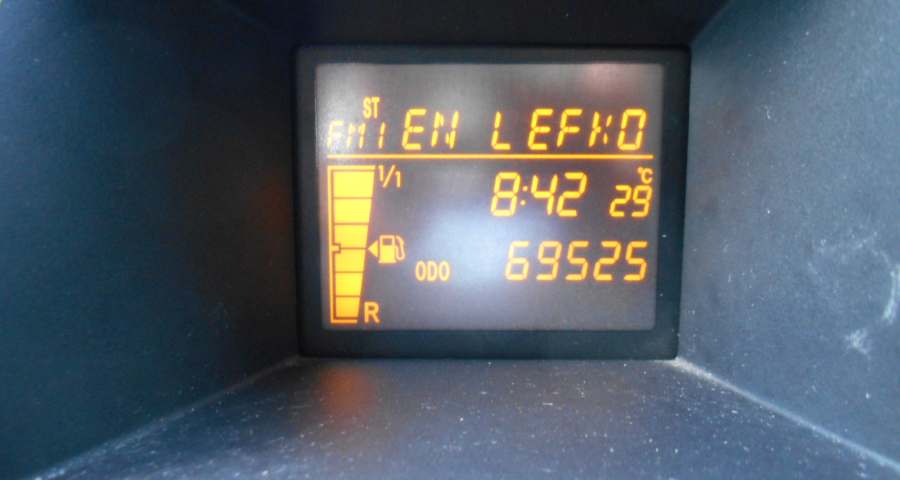 ST
FM1 EN LEFKO
1/1
8:42 29 °C
ODO 69525
R